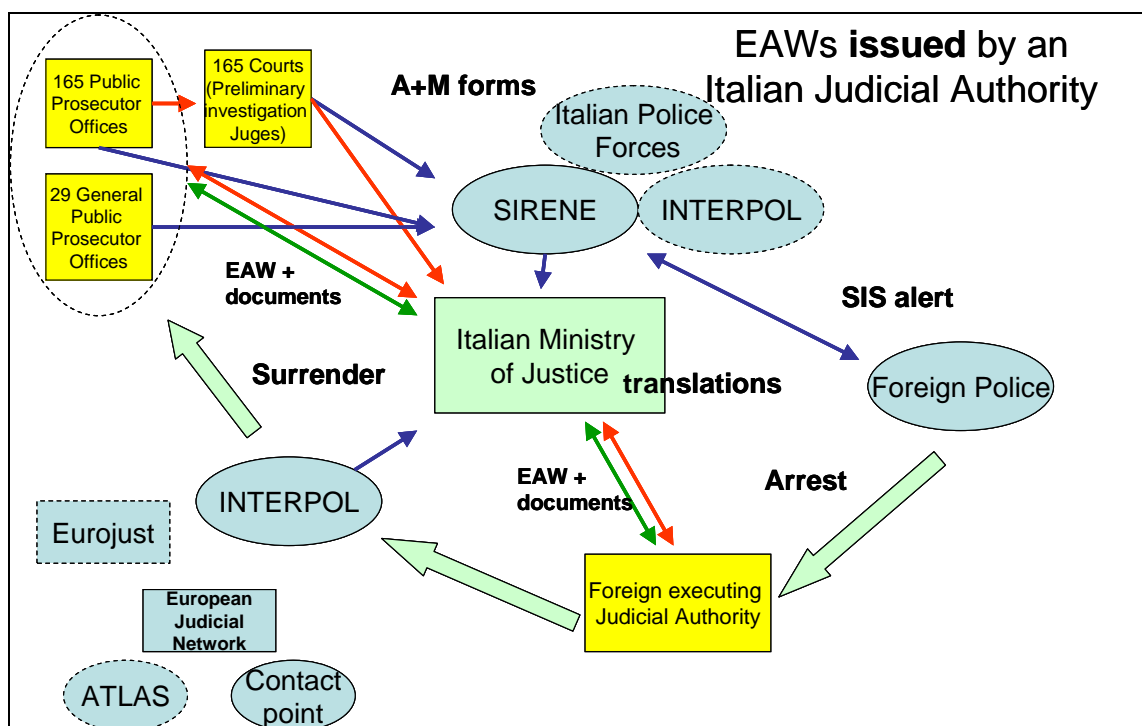 EAWs issued by an
Italian Judicial Authority
165 Public
Prosecutor
Offices
165 Courts
(Preliminary
investigation
Juges)
A+M forms
Italian Police
Forces
29 General
Public
Prosecutor
Offices
SIRENE
INTERPOL
EAW +
documents
SIS alert
Italian Ministry
of Justice
translations
Surrender
Foreign Police
EAW +
documents
Arrest
INTERPOL
Eurojust
Foreign executing
Judicial Authority
European
Judicial
Network
ATLAS
Contact
point